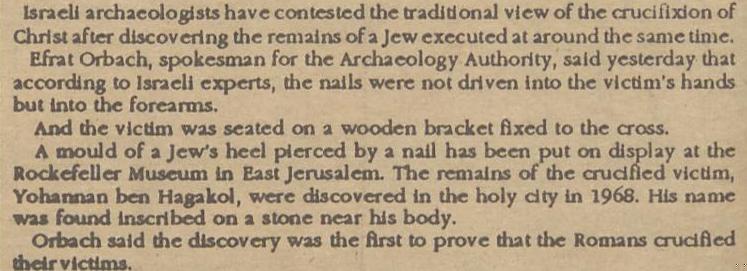 Israeli archaeologists have contested the traditional view of the crucifixion of
Christ after discovering the remains of a Jew executed at around the same time.
Efrat Orbach, spokesman for the Archaeology Authority, said yesterday that
according to Israeli experts, the nails were not driven into the victim's hands
but into the forearms.
And the victim was seated on a wooden bracket fixed to the cross.
A mould of a Jew's heel pierced by a nail has been put on display at the
Rockefeller Museum in East Jerusalem. The remains of the crucified victim,
Yohannan ben Hagakol, were discovered in the holy city in 1968. His name
was found inscribed on a stone near his body.
Orbach said the discovery was the first to prove that the Romans crucified
their victims.